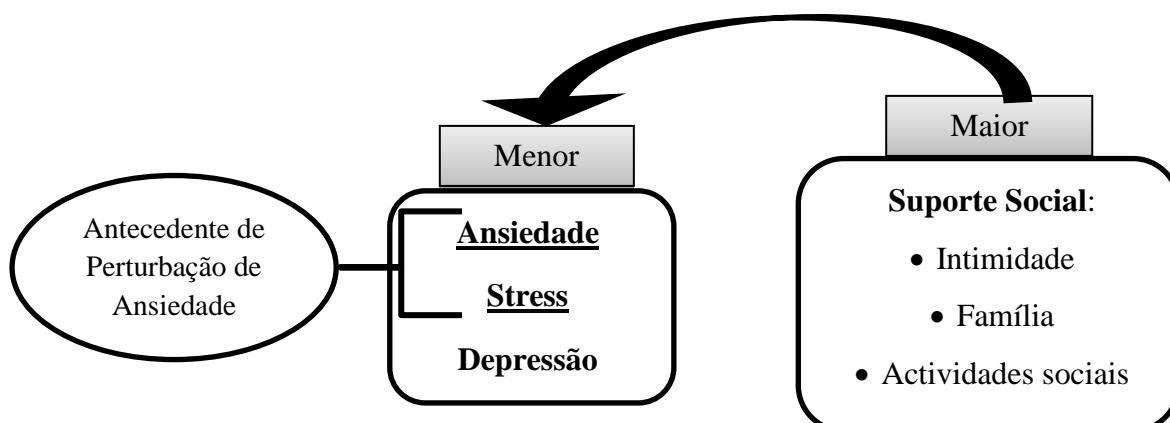 Antecedente de
Perturbação de
Ansiedade
Menor
Ansiedade
Stress
Depressão
Maior
Suporte Social:
• Intimidade
• Família
• Actividades sociais